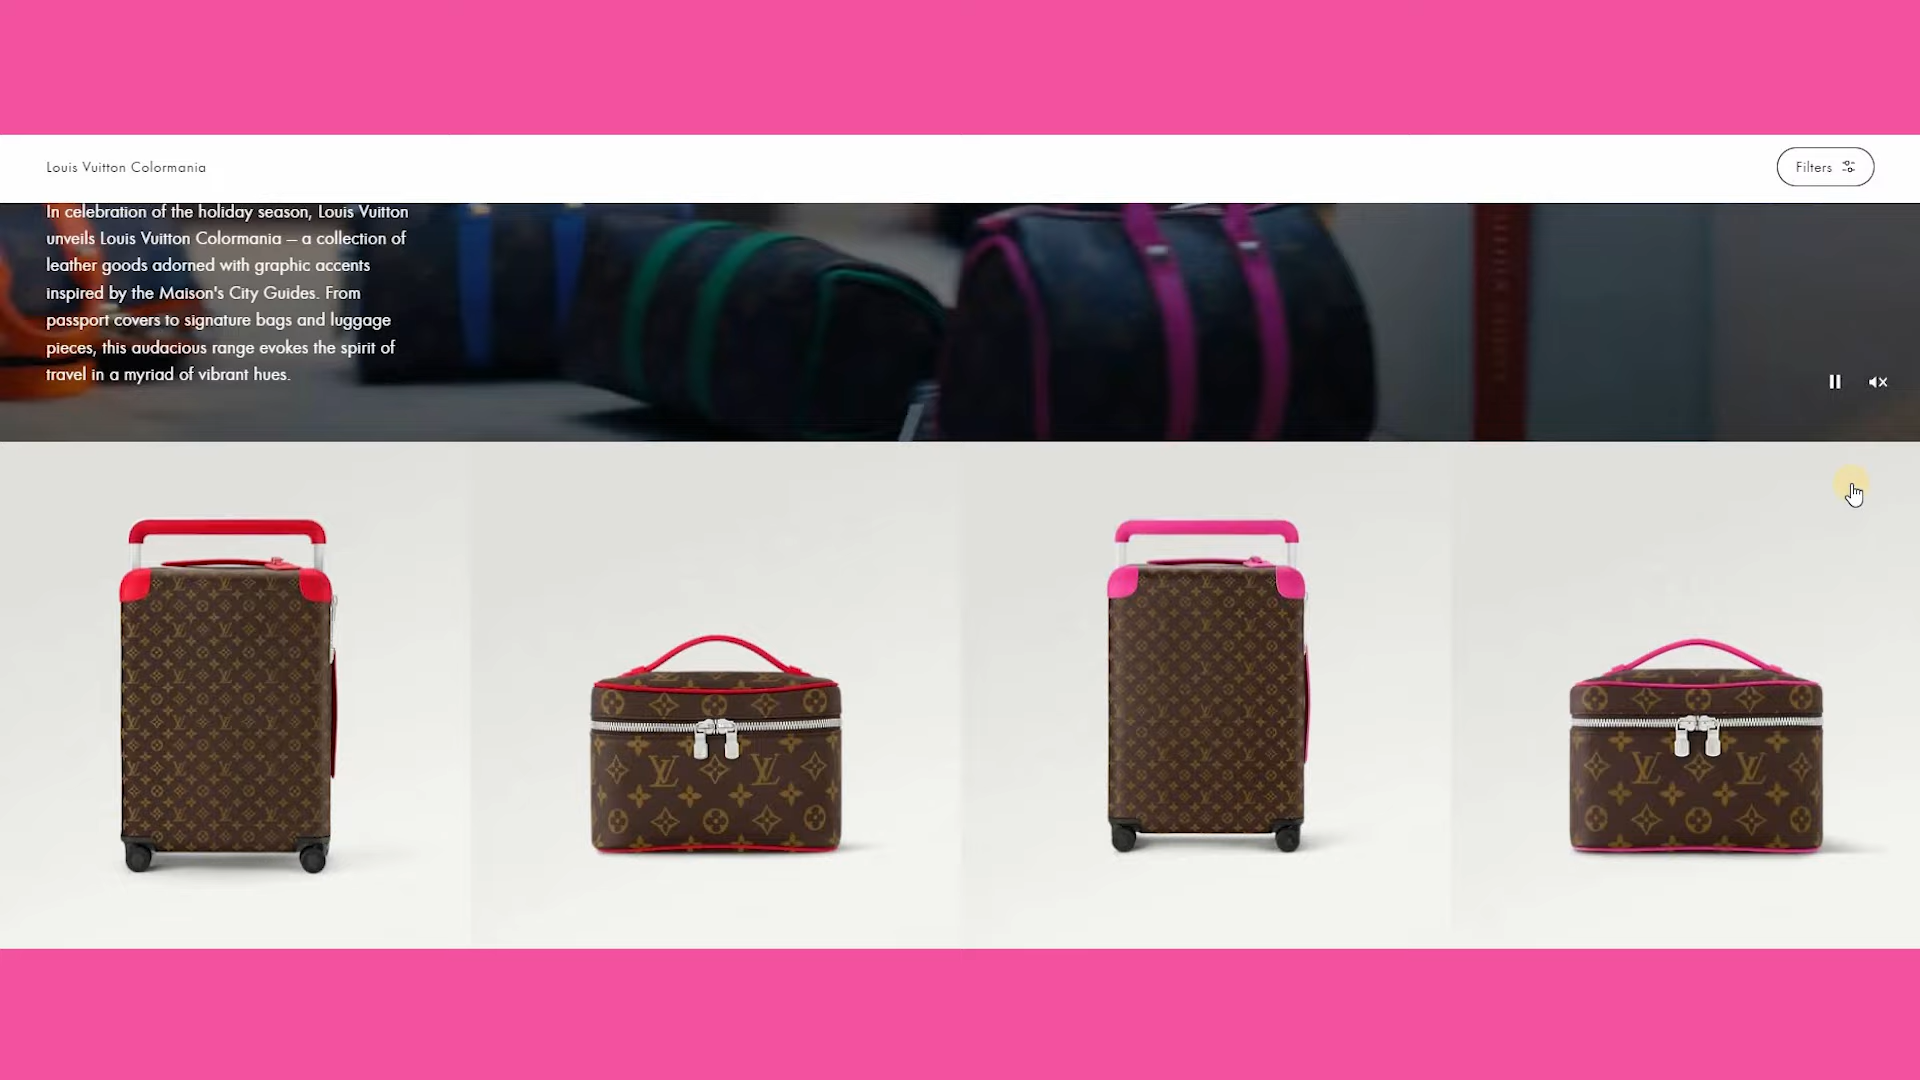 Louis Vuitton Colormania
Filters
In celebration of the holiday season, Louis Vuitton
unveils Louis Vuitton Colormania – a collection of
leather goods adorned with graphic accents
inspired by the Maison's City Guides. From
passport covers to signature bags and luggage
pieces, this audacious range evokes the spirit of
travel in a myriad of vibrant hues.